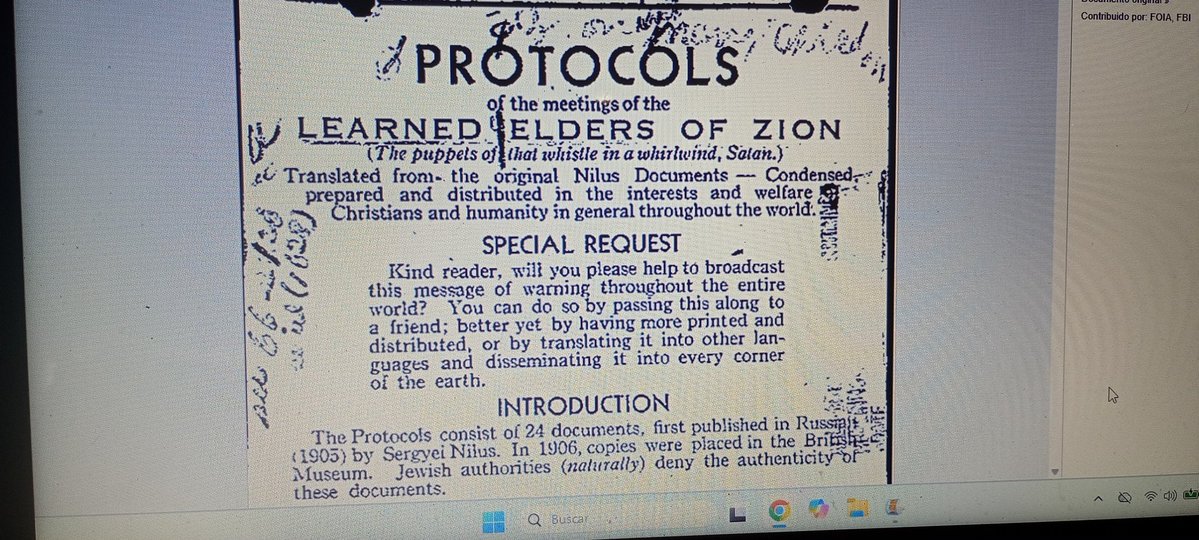 Contribuido por: FOIA, FBI
PROTOCOLS
of the meetings of the
LEARNED ELDERS OF ZION
(The puppets of that whistle in a whirlwind, Satan.)
Translated from the original Nilus Documents — Condensed,
prepared and distributed in the interests and welfare
Christians and humanity in general throughout the world.
SPECIAL REQUEST
Kind reader, will you please help to broadcast
this message of warning throughout the entire
world? You can do so by passing this along to
a friend; better yet by having more printed and
distributed, or by translating it into other lan-
guages and disseminating it into every corner
of the earth.
INTRODUCTION
The Protocols consist of 24 documents, first published in Russia
(1905) by Sergyei Nilus. In 1906, copies were placed in the British
Museum. Jewish authorities (naturally) deny the authenticity of
these documents.
Buscar